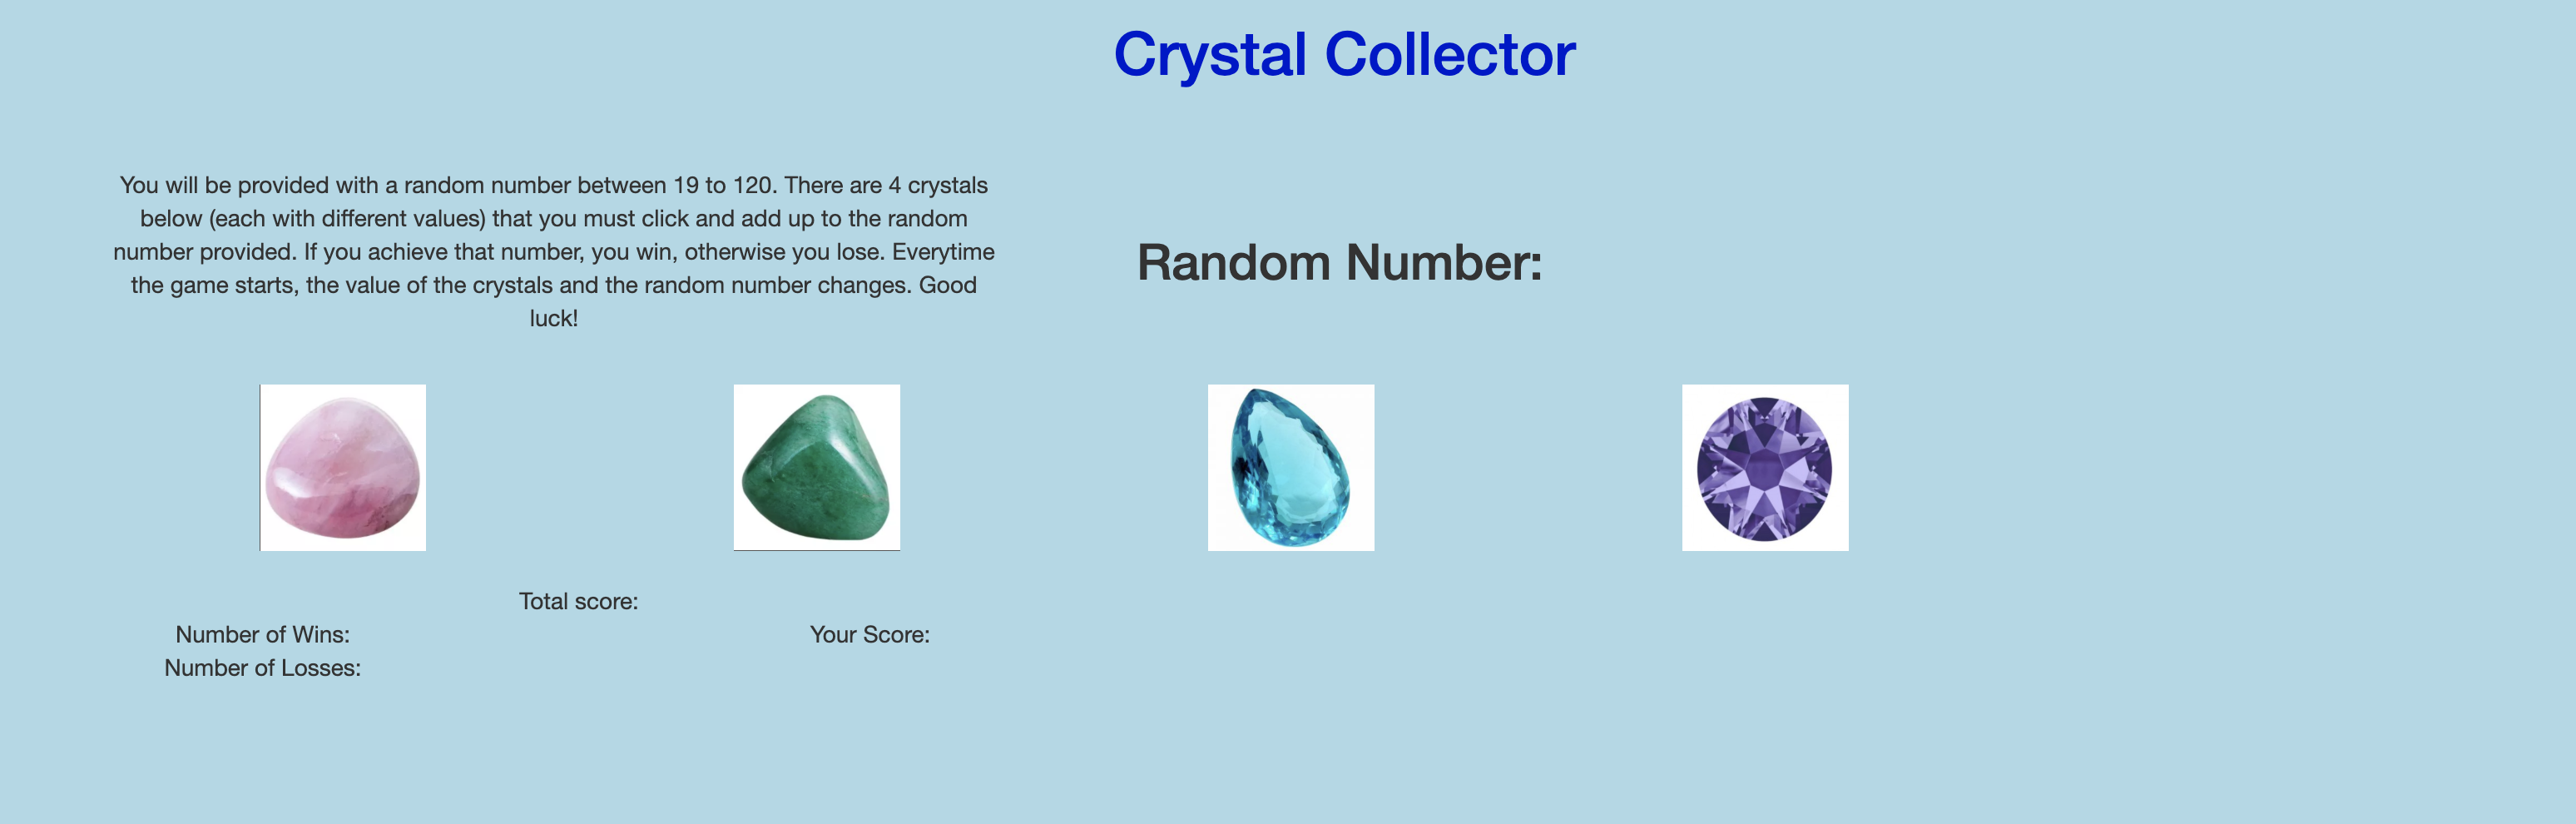 Crystal Collector
You will be provided with a random number between 19 to 120. There are 4 crystals
below (each with different values) that you must click and add up to the random
number provided. If you achieve that number, you win, otherwise you lose. Everytime
the game starts, the value of the crystals and the random number changes. Good
luck!
Random Number:
Total score:
Number of Wins:
Number of Losses:
Your Score: